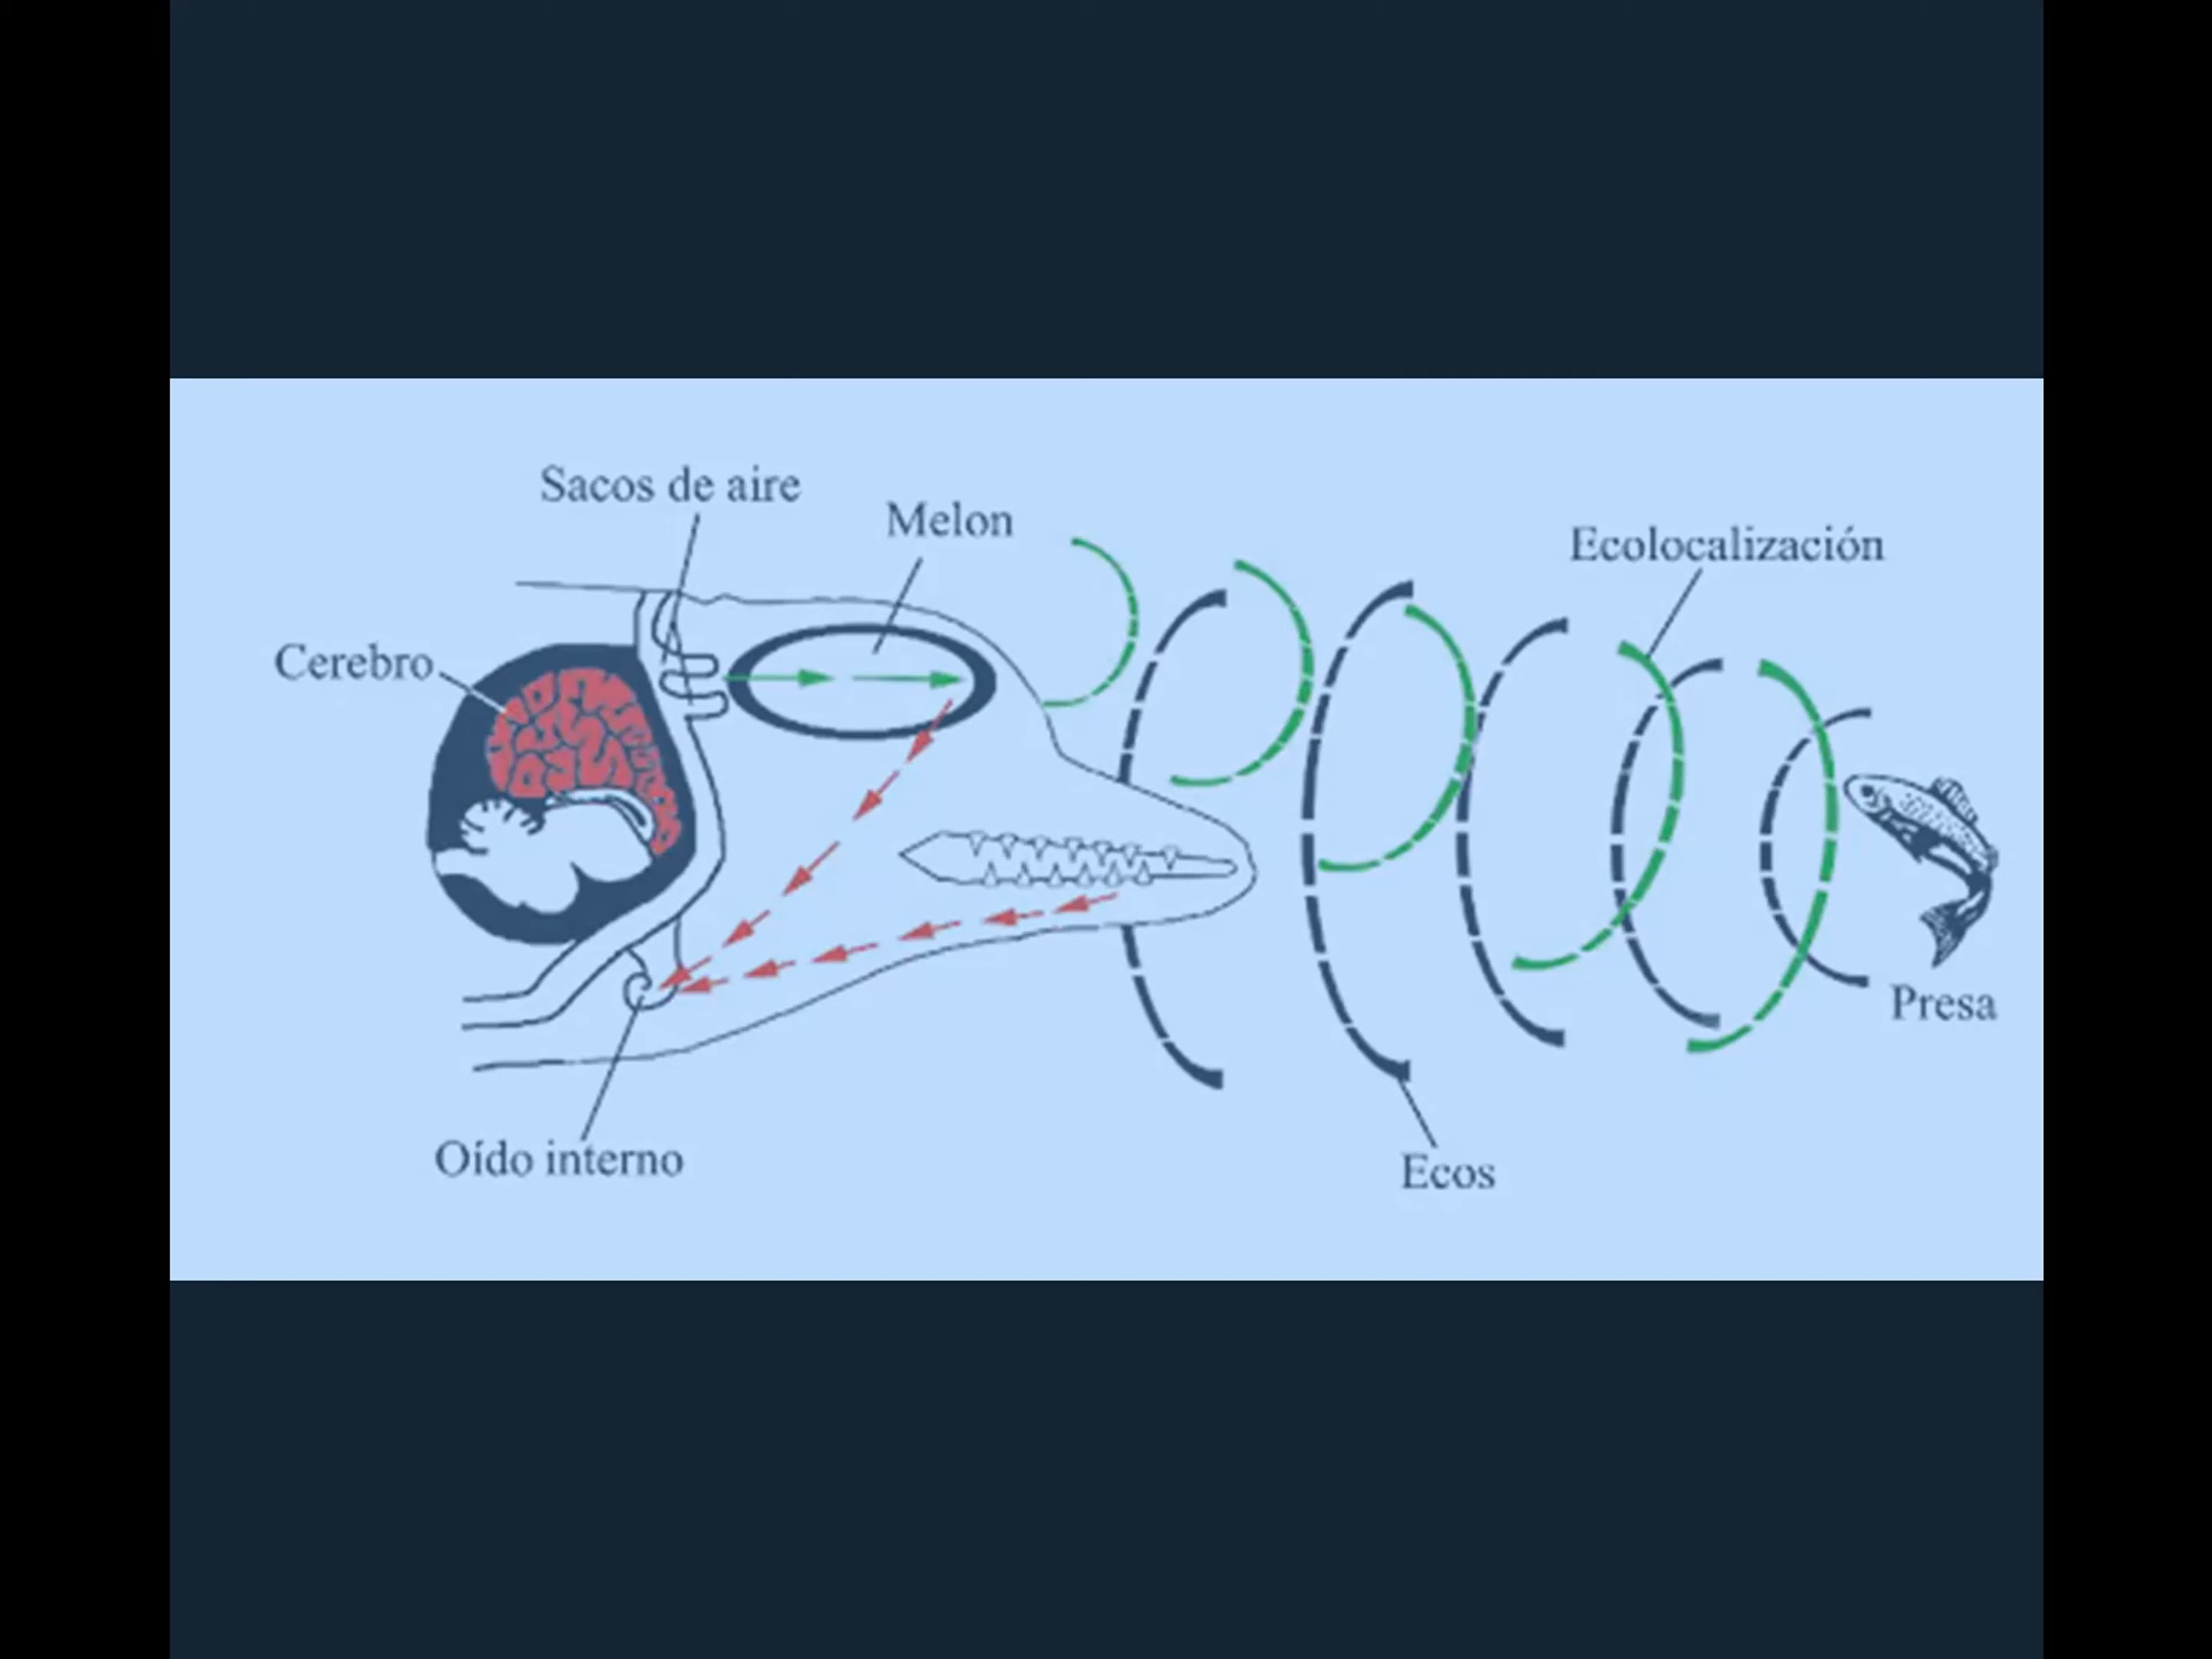 Sacos de aire
Melon
Ecolocalización
Cerebro
Presa
Oído interno
Ecos